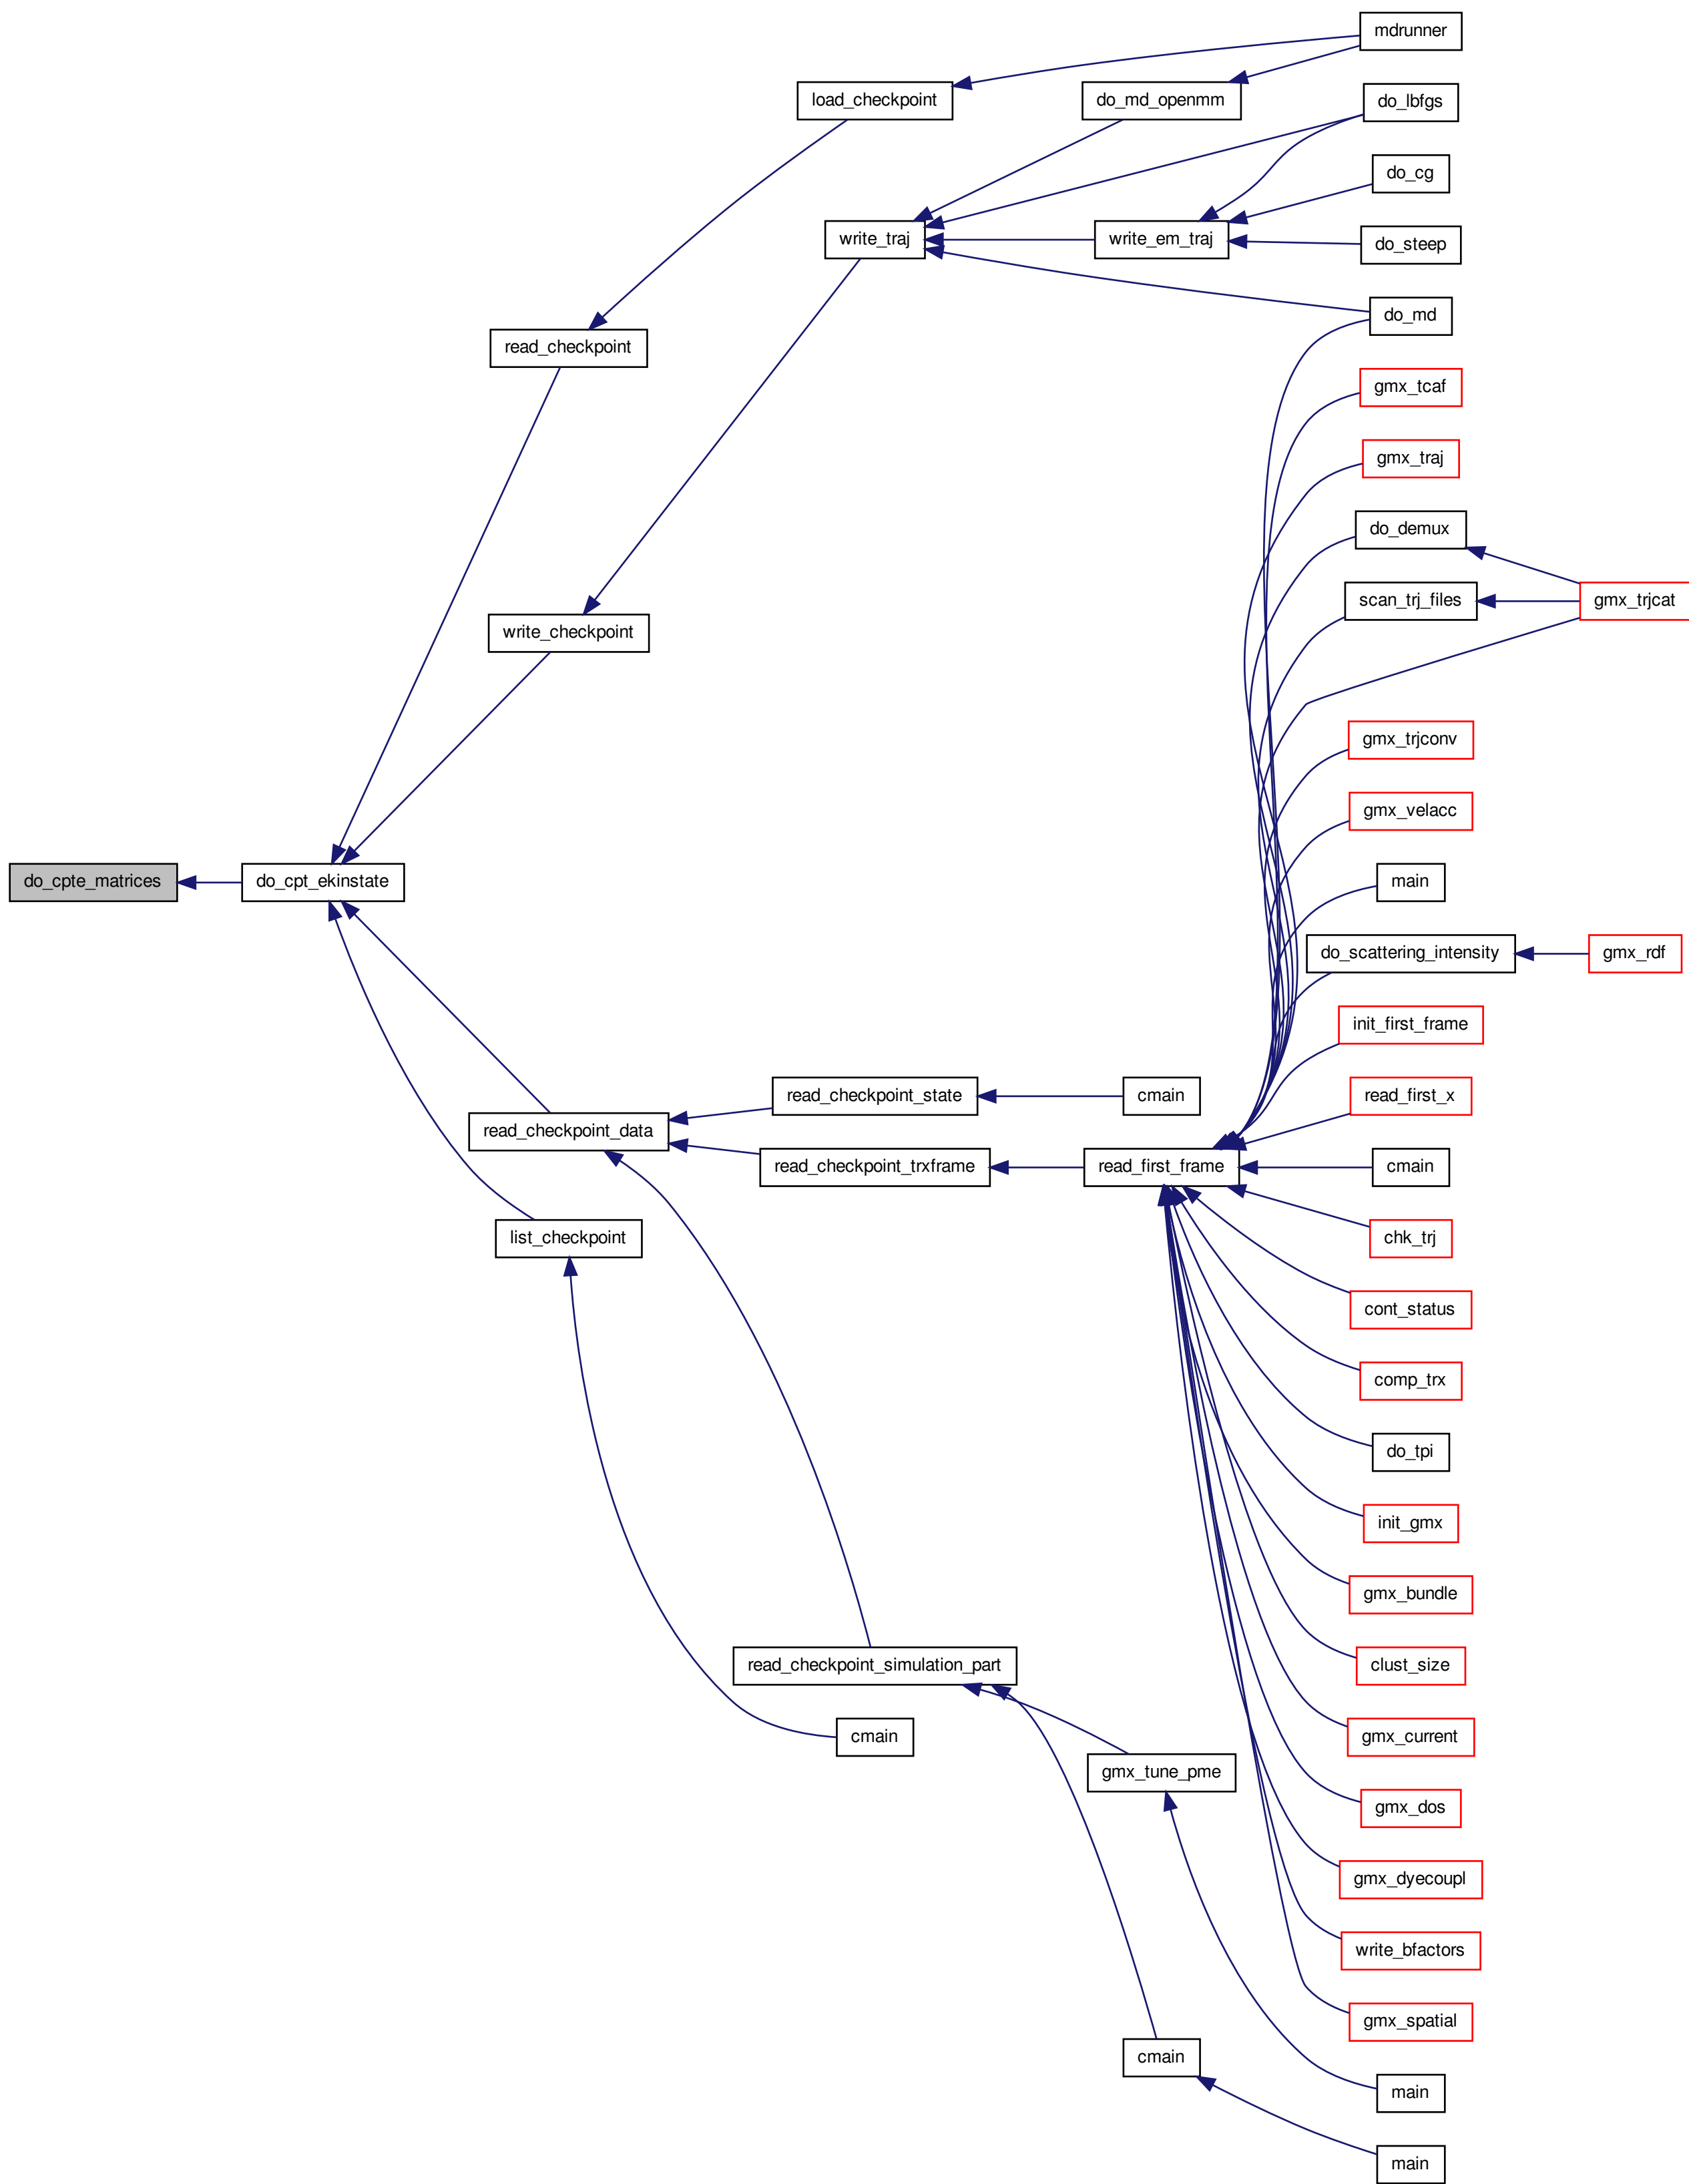 mdrunner
load_checkpoint
do_md_openmm
do_lbfgs
do_cg
write_traj
write_em_traj
do_steep
do_md
read_checkpoint
gmx_tcaf
gmx_traj
do_demux
scan_trj_files
gmx_trjcat
write_checkpoint
gmx_trjconv
gmx_velacc
do_cpte_matrices
do_cpt_ekinstate
main
do_scattering_intensity
gmx_rdf
init_first_frame
read_checkpoint_state
cmain
read_first_x
read_checkpoint_data
read_checkpoint_trxframe
read_first_frame
cmain
list_checkpoint
chk_trj
cont_status
comp_trx
do_tpi
init_gmx
gmx_bundle
read_checkpoint_simulation_part
clust_size
cmain
gmx_current
gmx_tune_pme
gmx_dos
gmx_dyecoupl
write_bfactors
gmx_spatial
cmain
main
main